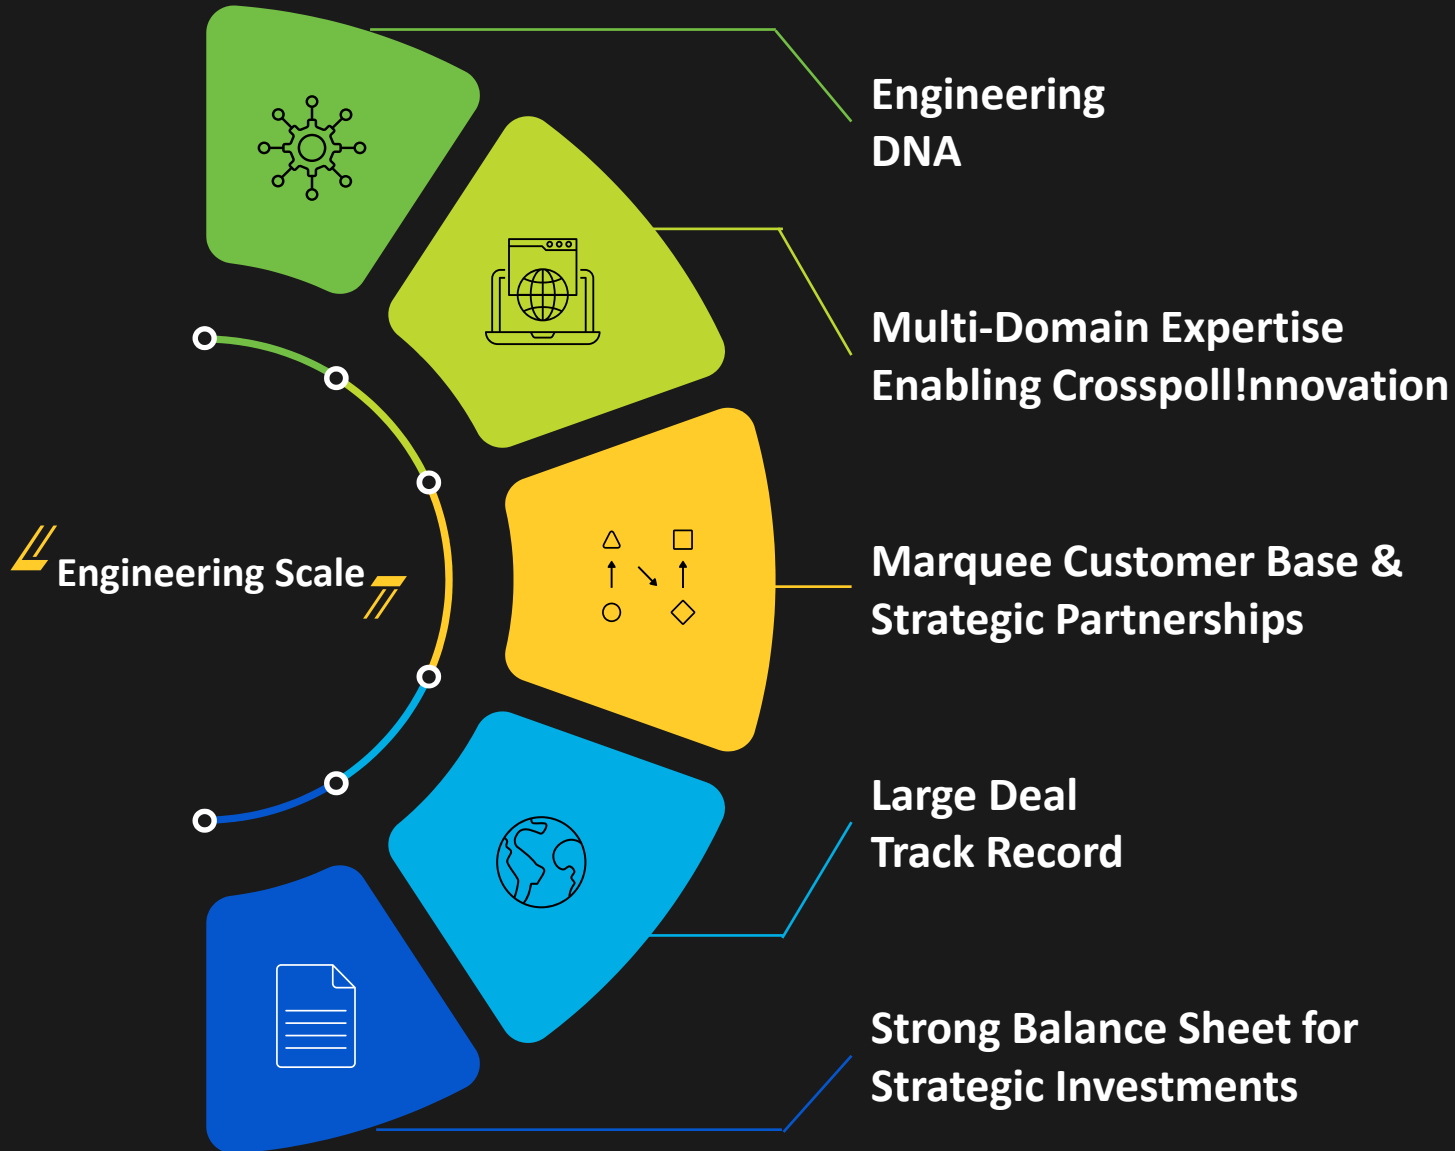 Engineering
DNA
Multi-Domain Expertise
Enabling Crosspoll!nnovation
Engineering Scale
Marquee Customer Base &
Strategic Partnerships
Large Deal
Track Record
Strong Balance Sheet for
Strategic Investments